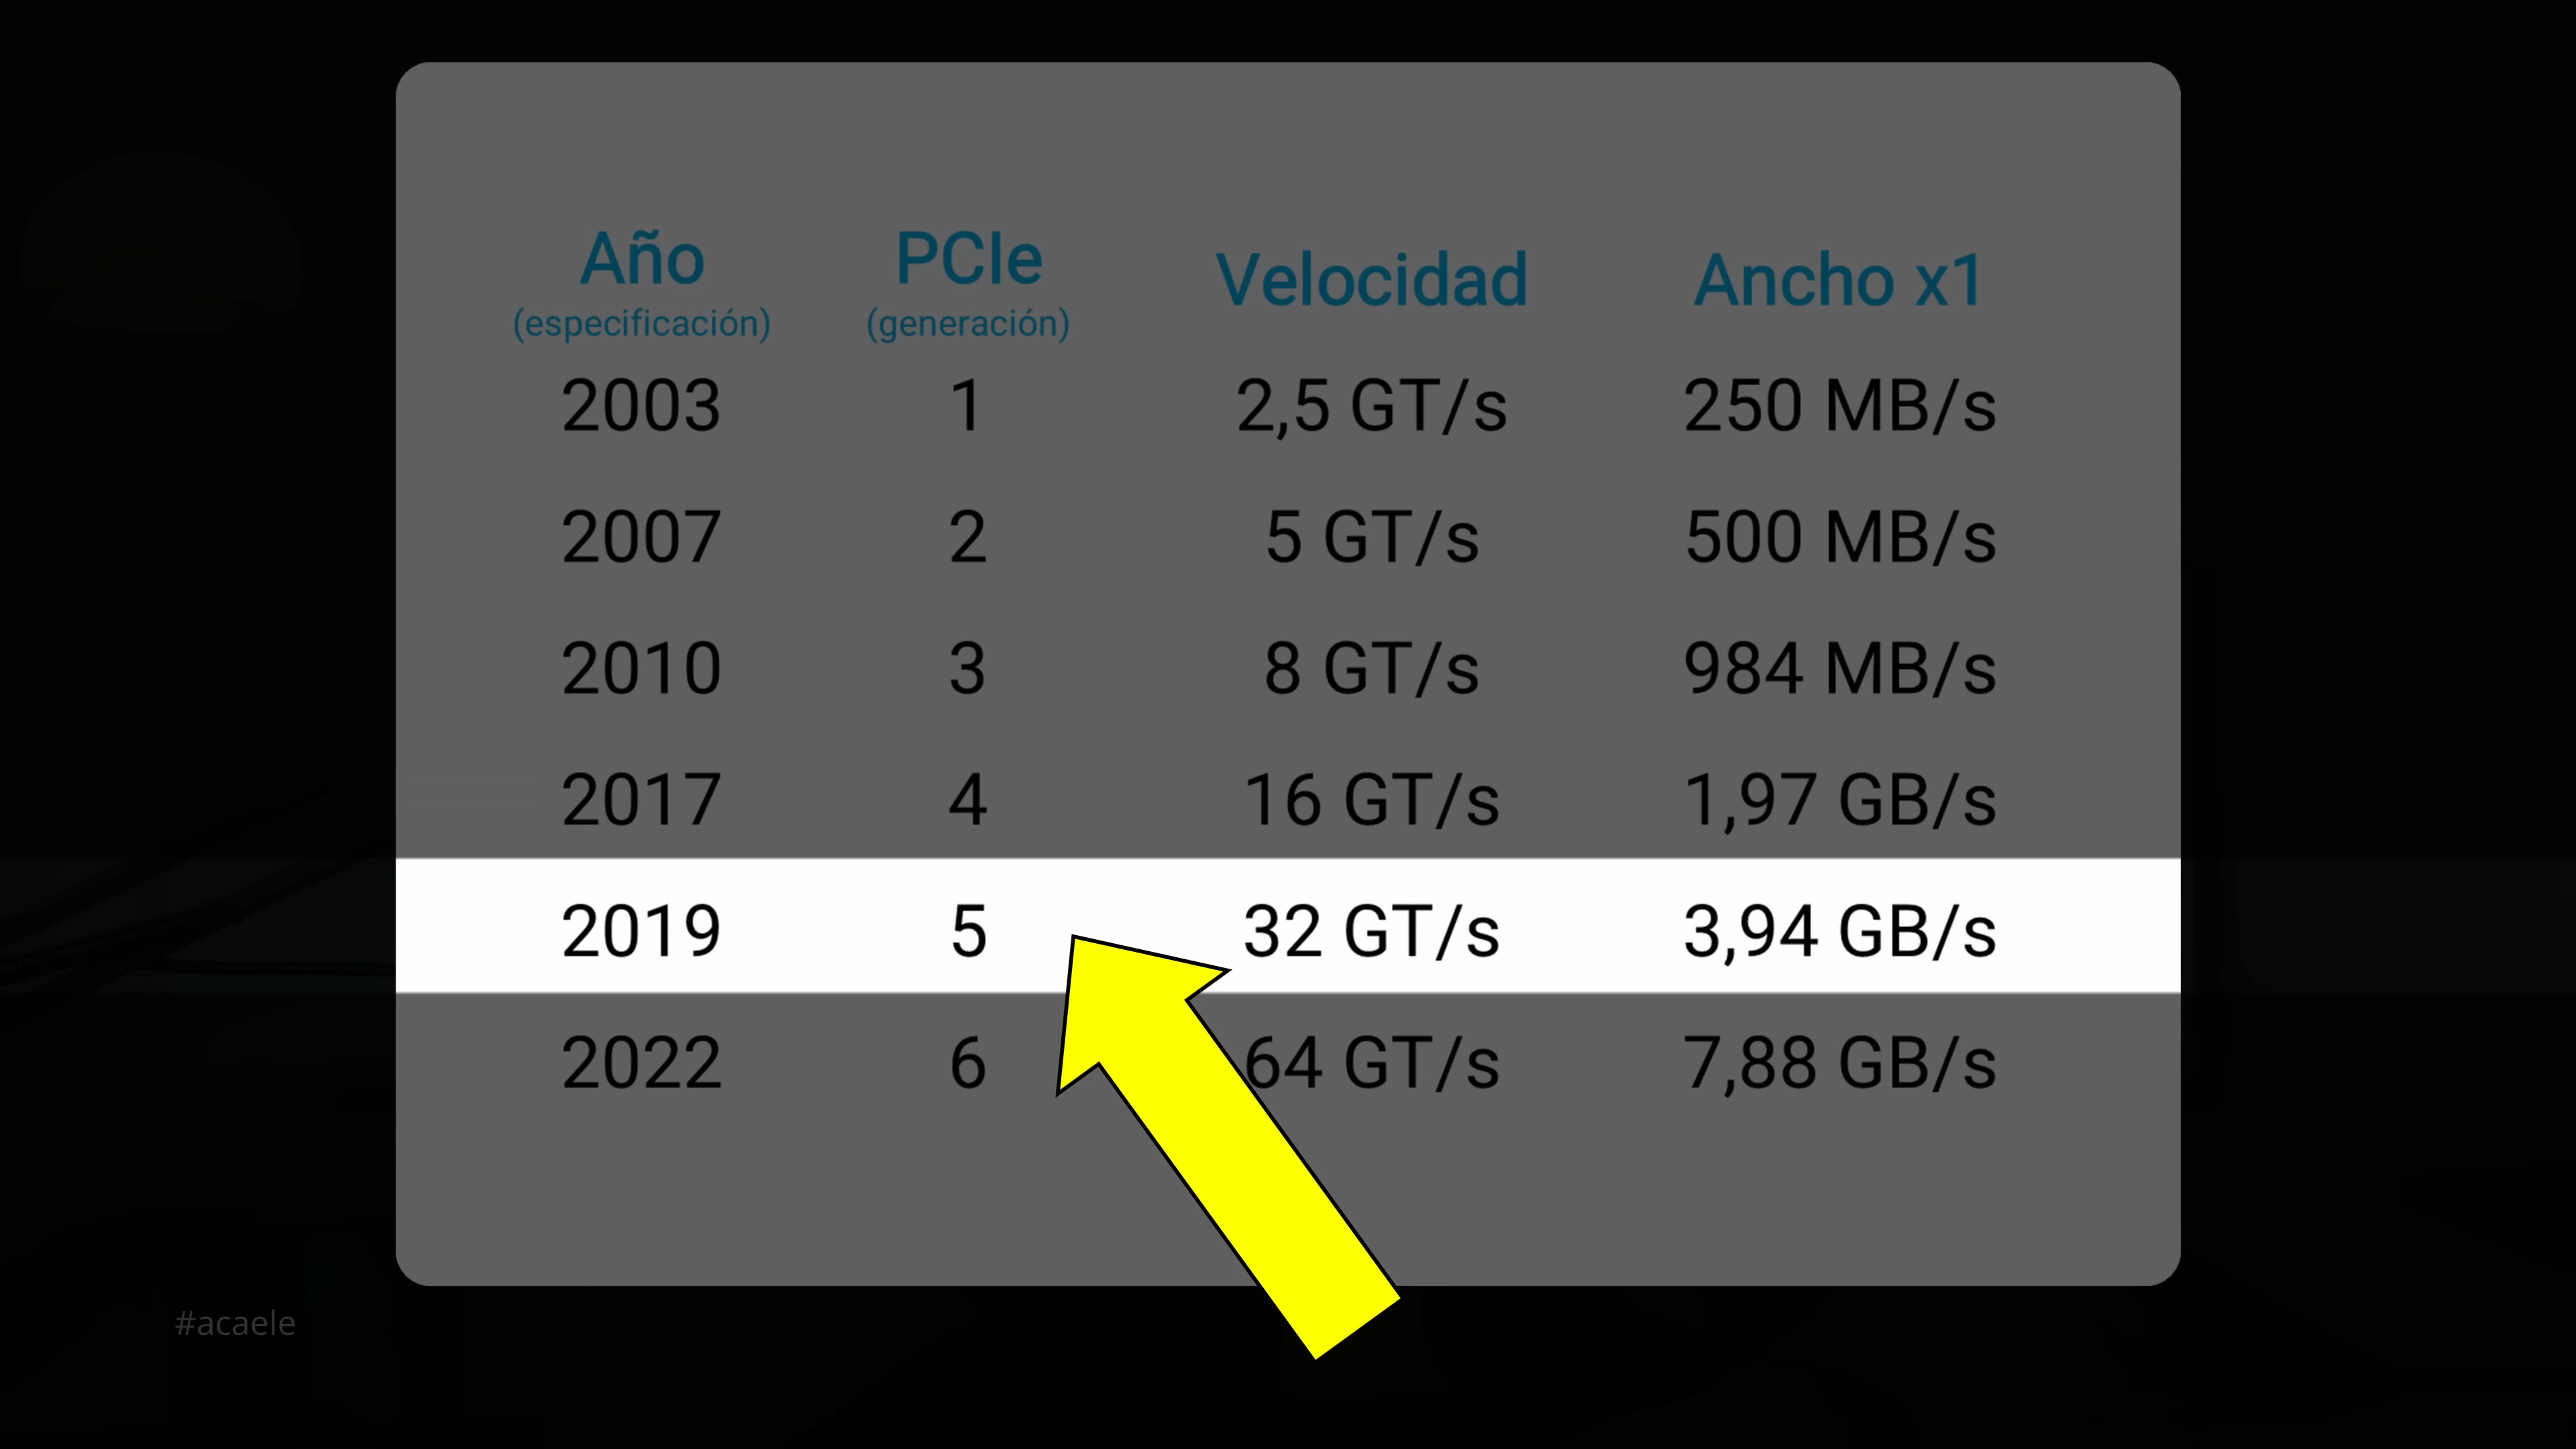 Año PCIe Velocidad Ancho x1
(especificación) (generación)
2003 1 2,5 GT/s 250 MB/s
2007 2 5 GT/s 500 MB/s
2010 3 8 GT/s 984 MB/s
2017 4 16 GT/s 1,97 GB/s
2019 5 32 GT/s 3,94 GB/s
2022 6 64 GT/s 7,88 GB/s
#acaele